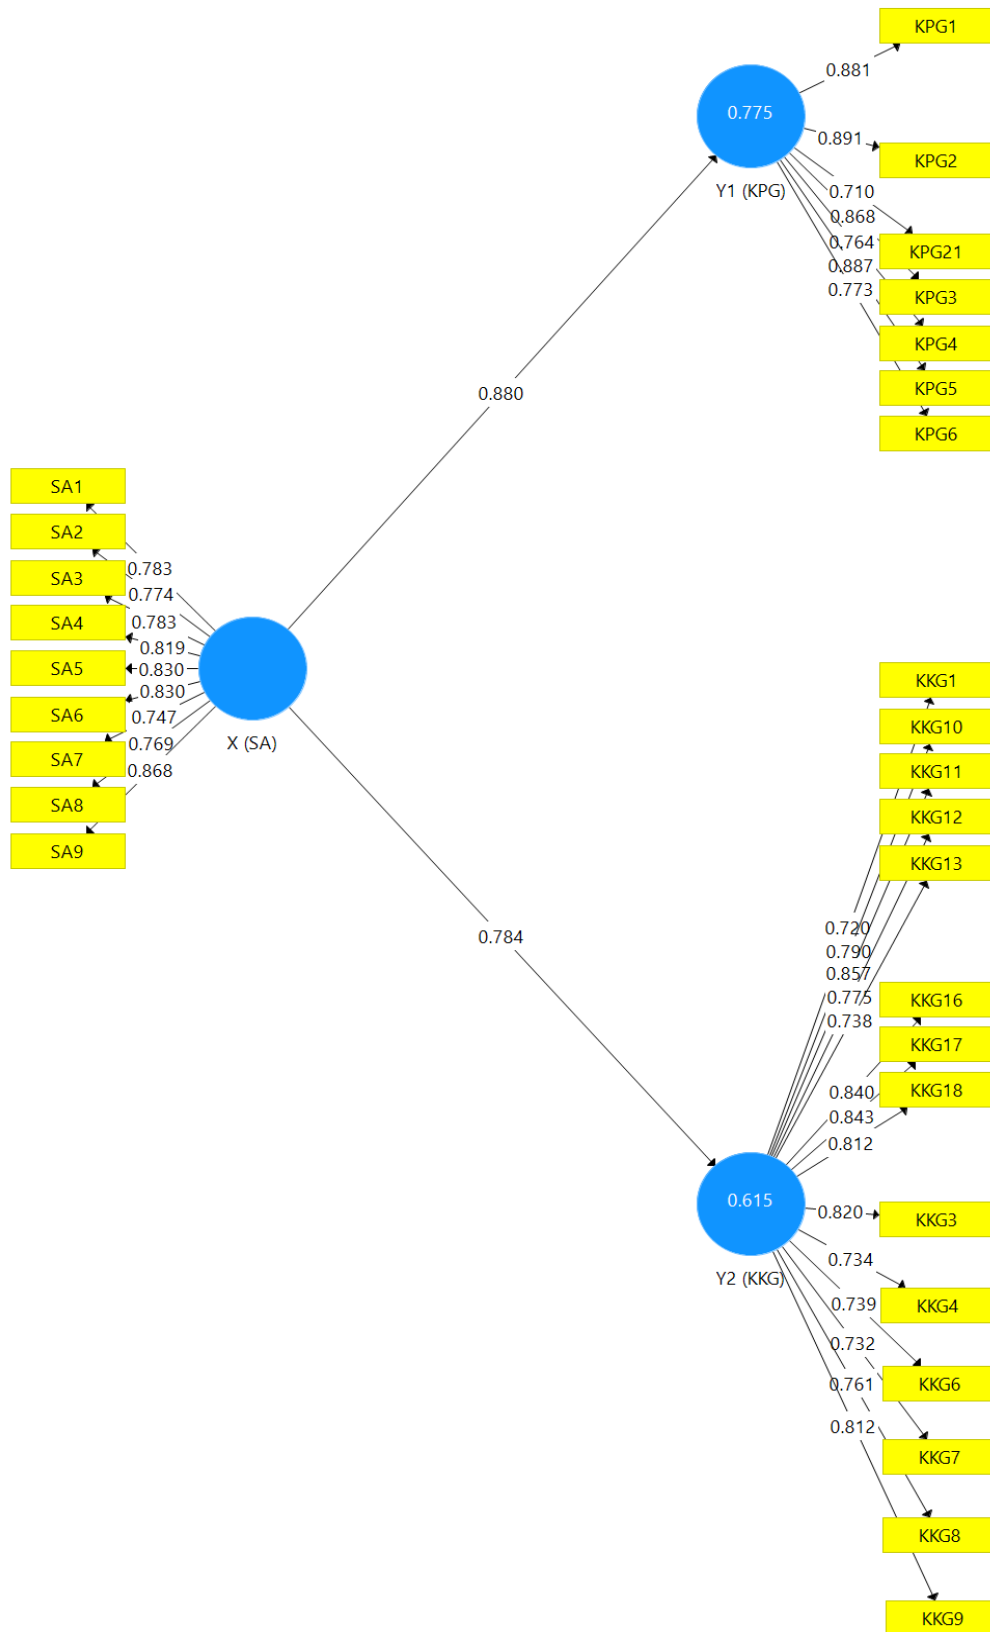 KPG1
0.881
0.775
0.891
KPG2
Y1 (KPG)
0.710
0.868
0.764
0.887
0.773
KPG21
KPG3
KPG4
KPG5
KPG6
0.880
SA1
SA2
SA3
SA4
SA5
SA6
SA7
SA8
SA9
0.783
0.774
0.783
0.819
0.830
0.830
0.747
0.769
0.868
X (SA)
0.784
KKG1
KKG10
KKG11
KKG12
KKG13
0.720
0.790
0.857
0.775
0.738
KKG16
KKG17
KKG18
0.840
0.843
0.812
0.615
0.820
KKG3
Y2 (KKG)
0.734
KKG4
0.739
0.732
KKG6
0.761
0.812
KKG7
KKG8
KKG9